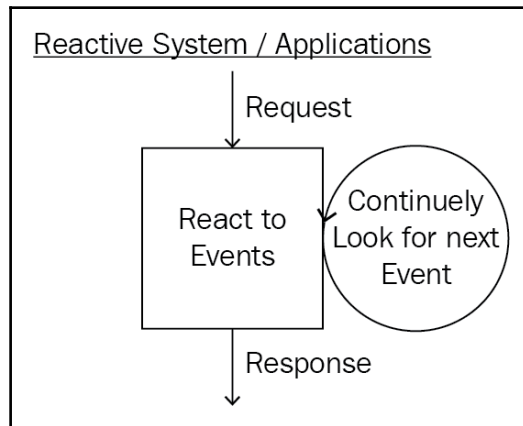 Reactive System / Applications
Request
React to
Events
Continuely
Look for next
Event
Response